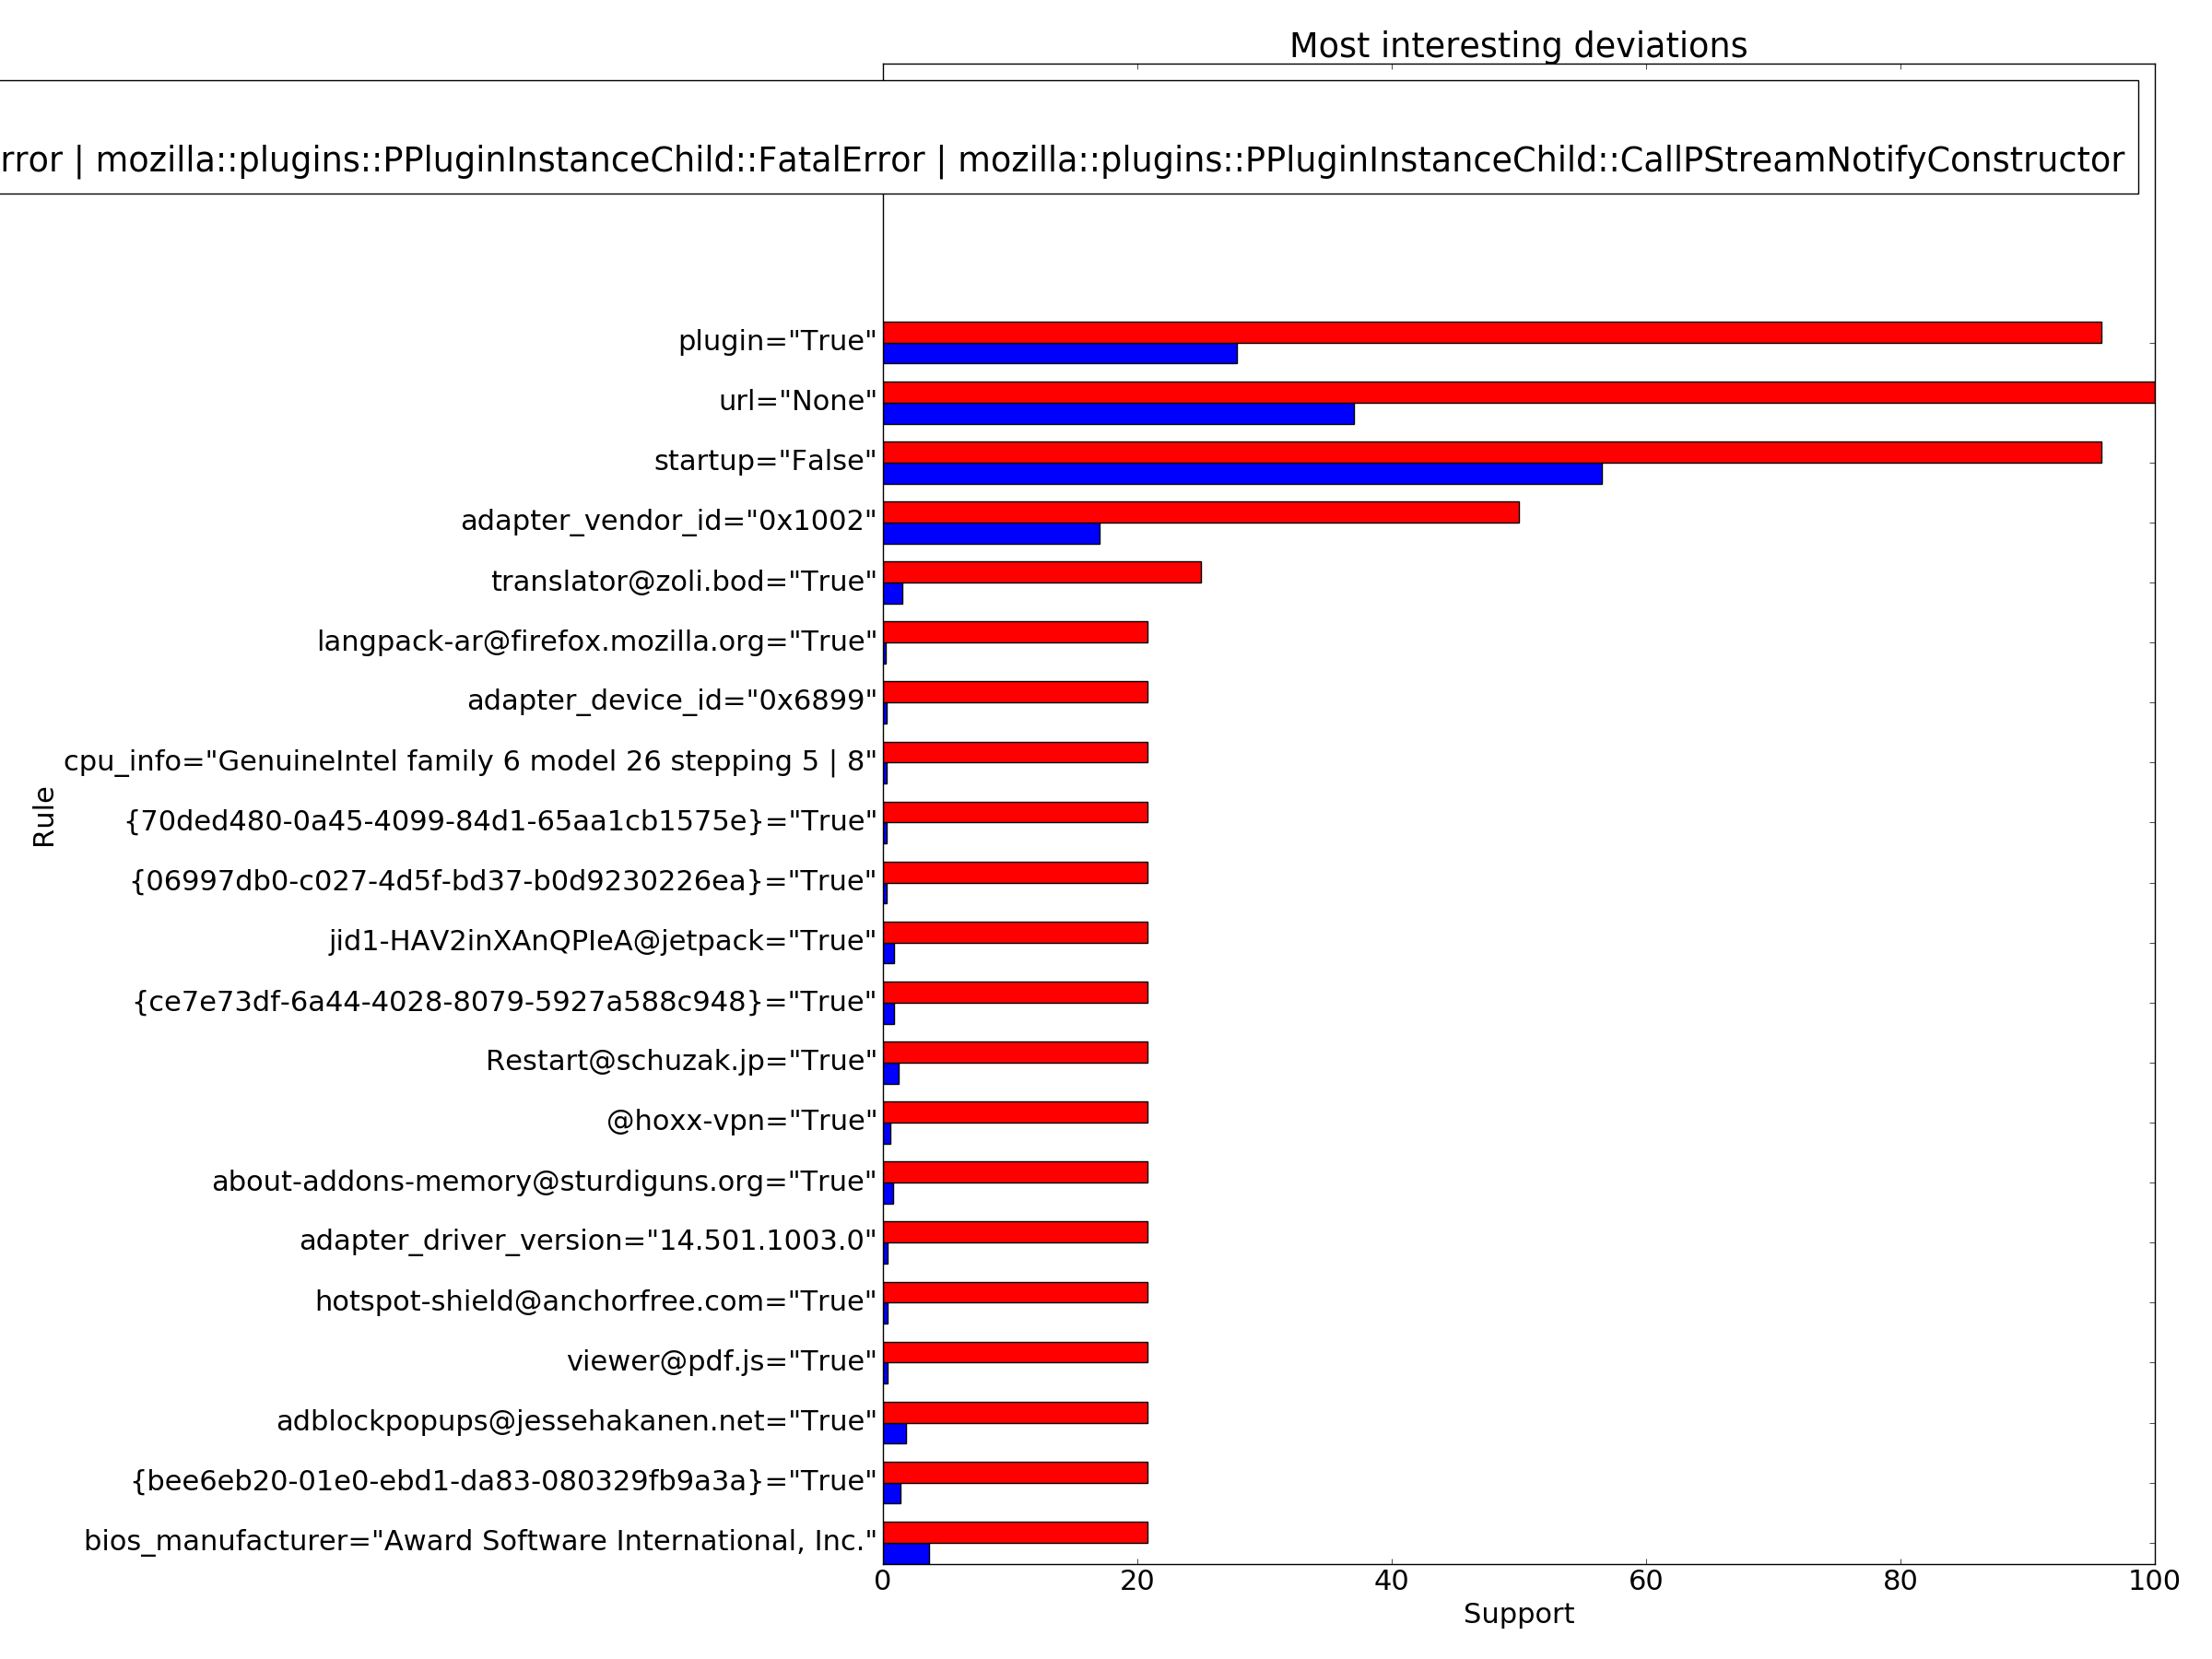 Most interesting deviations
rror | mozilla::plugins::PPluginInstanceChild::FatalError | mozilla::plugins::PPluginInstanceChild::CallPStreamNotifyConstructor
plugin="True"
url="None"
startup="False"
adapter_vendor_id="0x1002"
translator@zoli.bod="True"
langpack-ar@firefox.mozilla.org="True"
adapter_device_id="0x6899"
cpu_info="GenuineIntel family 6 model 26 stepping 5 | 8"
{70ded480-0a45-4099-84d1-65aa1cb1575e}="True"
{06997db0-c027-4d5f-bd37-b0d9230226ea}="True"
jid1-HAV2inXAnQPIeA@jetpack="True"
{ce7e73df-6a44-4028-8079-5927a588c948}="True"
Restart@schuzak.jp="True"
@hoxx-vpn="True"
about-addons-memory@sturdiguns.org="True"
adapter_driver_version="14.501.1003.0"
hotspot-shield@anchorfree.com="True"
viewer@pdf.js="True"
adblockpopups@jessehakanen.net="True"
{bee6eb20-01e0-ebd1-da83-080329fb9a3a}="True"
bios_manufacturer="Award Software International, Inc."
Rule
0 20 40 60 80 100
Support